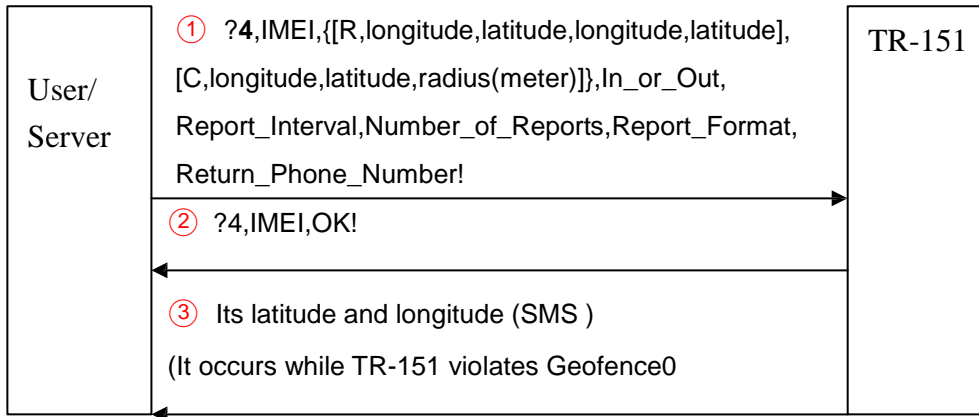 User/
Server
① ?4,IMEI,{[R,longitude,latitude,longitude,latitude],
[C,longitude,latitude,radius(meter)]},In_or_Out,
Report_Interval,Number_of_Reports,Report_Format,
Return_Phone_Number!
② ?4,IMEI,OK!
③ Its latitude and longitude (SMS )
(It occurs while TR-151 violates Geofence0
TR-151